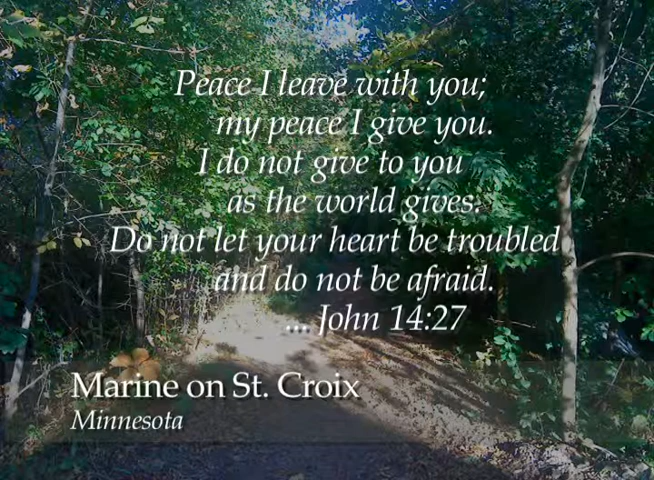 Peace I leave with you;
my peace I give you.
I do not give to you
as the world gives.
Do not let your heart be troubled
and do not be afraid.
... John 14:27
Marine on St. Croix
Minnesota